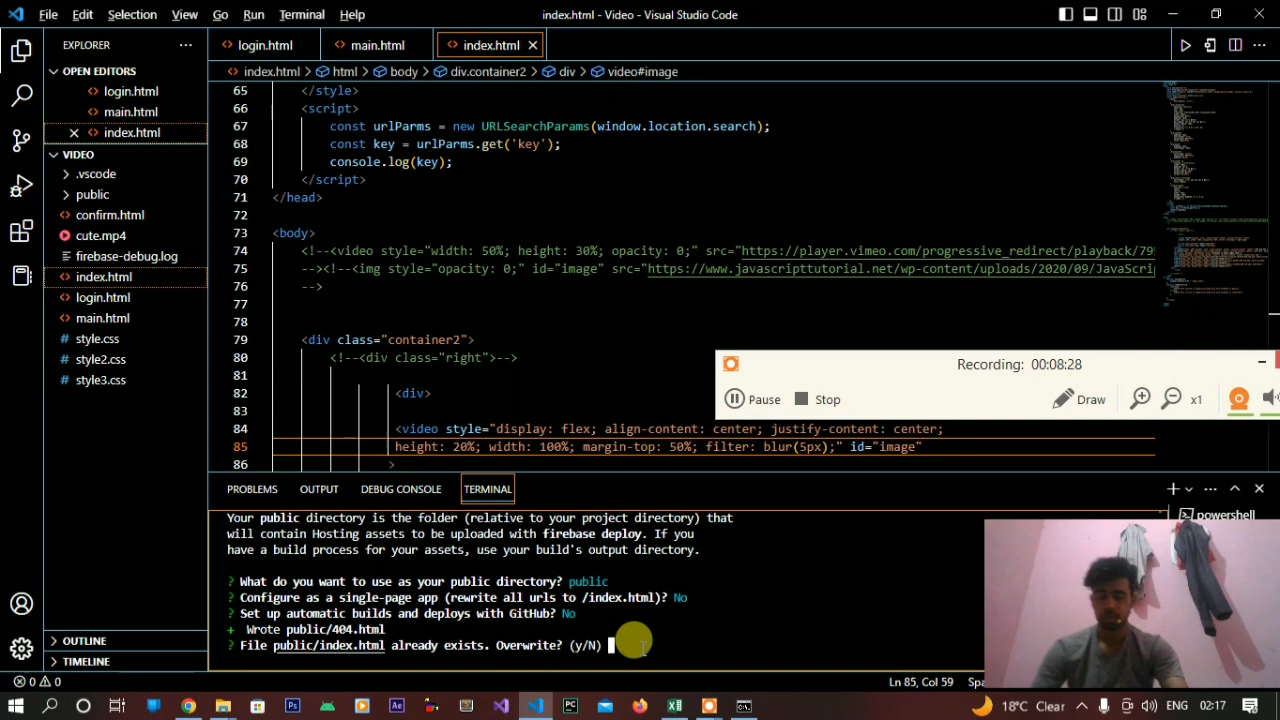 File Edit Selection View Go Run Terminal Help index.html - Video - Visual Studio Code
EXPLORER
OPEN EDITORS
login.html
main.html
index.html
VIDEO
.vscode
public
confirm.html
cute.mp4
firebase-debug.log
index.html
login.html
main.html
style.css
style2.css
style3.css
OUTLINE
TIMELINE
login.html main.html index.html
index.html > html > body > div.container2 > div > video#image
65 </style>
66 <script>
67 const urlParms = new URLSearchParams(window.location.search);
68 const key = urlParms.get('key');
69 console.log(key);
70 </script>
71 </head>
72
73 <body>
74 <!--<video style="width: 50%; height: 30%; opacity: 0;" src="https://player.vimeo.com/progressive_redirect/playback/79
75 --><!--<img style="opacity: 0;" id="image" src="https://www.javascripttutorial.net/wp-content/uploads/2020/09/JavaScri
76 -->
77
78
79 <div class="container2">
80 <!--<div class="right">-->
81
82 <div>
83
84 <video style="display: flex; align-content: center; justify-content: center;
85 height: 20%; width: 100%; margin-top: 50%; filter: blur(5px);" id="image"
86 >
Recording: 00:08:28
Pause Stop Draw x1
PROBLEMS OUTPUT DEBUG CONSOLE TERMINAL
powershell
Your public directory is the folder (relative to your project directory) that
will contain Hosting assets to be uploaded with firebase deploy. If you
have a build process for your assets, use your build's output directory.
? What do you want to use as your public directory? public
? Configure as a single-page app (rewrite all urls to /index.html)? No
? Set up automatic builds and deploys with GitHub? No
+ Wrote public/404.html
? File public/index.html already exists. Overwrite? (y/N)
0 0 Ln 85, Col 59
18°C Clear ENG 02:17